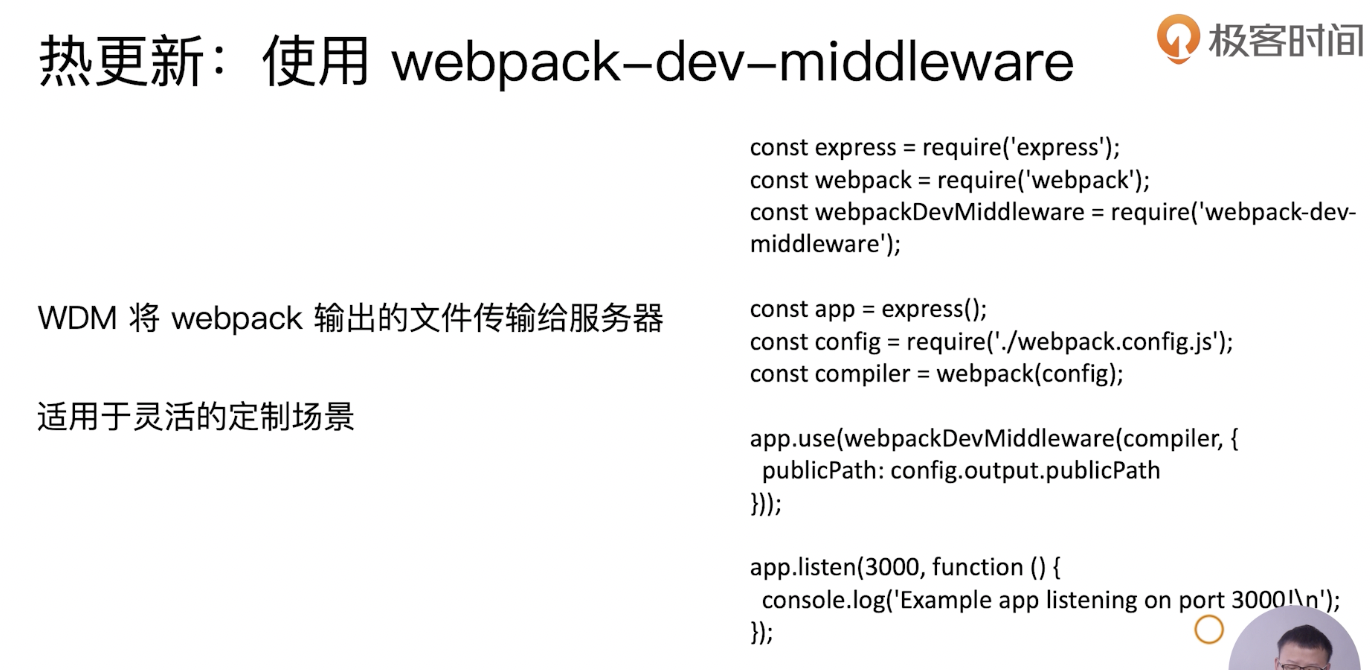 热更新：使用 webpack-dev-middleware
极客时间
WDM 将 webpack 输出的文件传输给服务器
适用于灵活的定制场景
const express = require('express');
const webpack = require('webpack');
const webpackDevMiddleware = require('webpack-dev-
middleware');
const app = express();
const config = require('./webpack.config.js');
const compiler = webpack(config);
app.use(webpackDevMiddleware(compiler, {
publicPath: config.output.publicPath
}));
app.listen(3000, function () {
console.log('Example app listening on port 3000!\n');
});